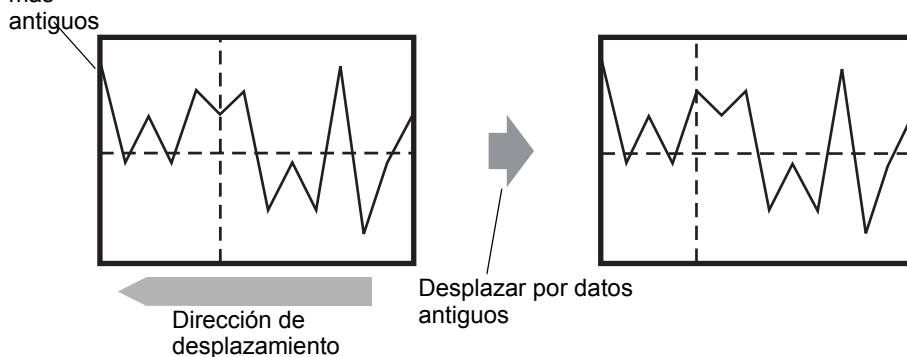 más
antiguos
Desplazar por datos
antiguos
Dirección de
desplazamiento